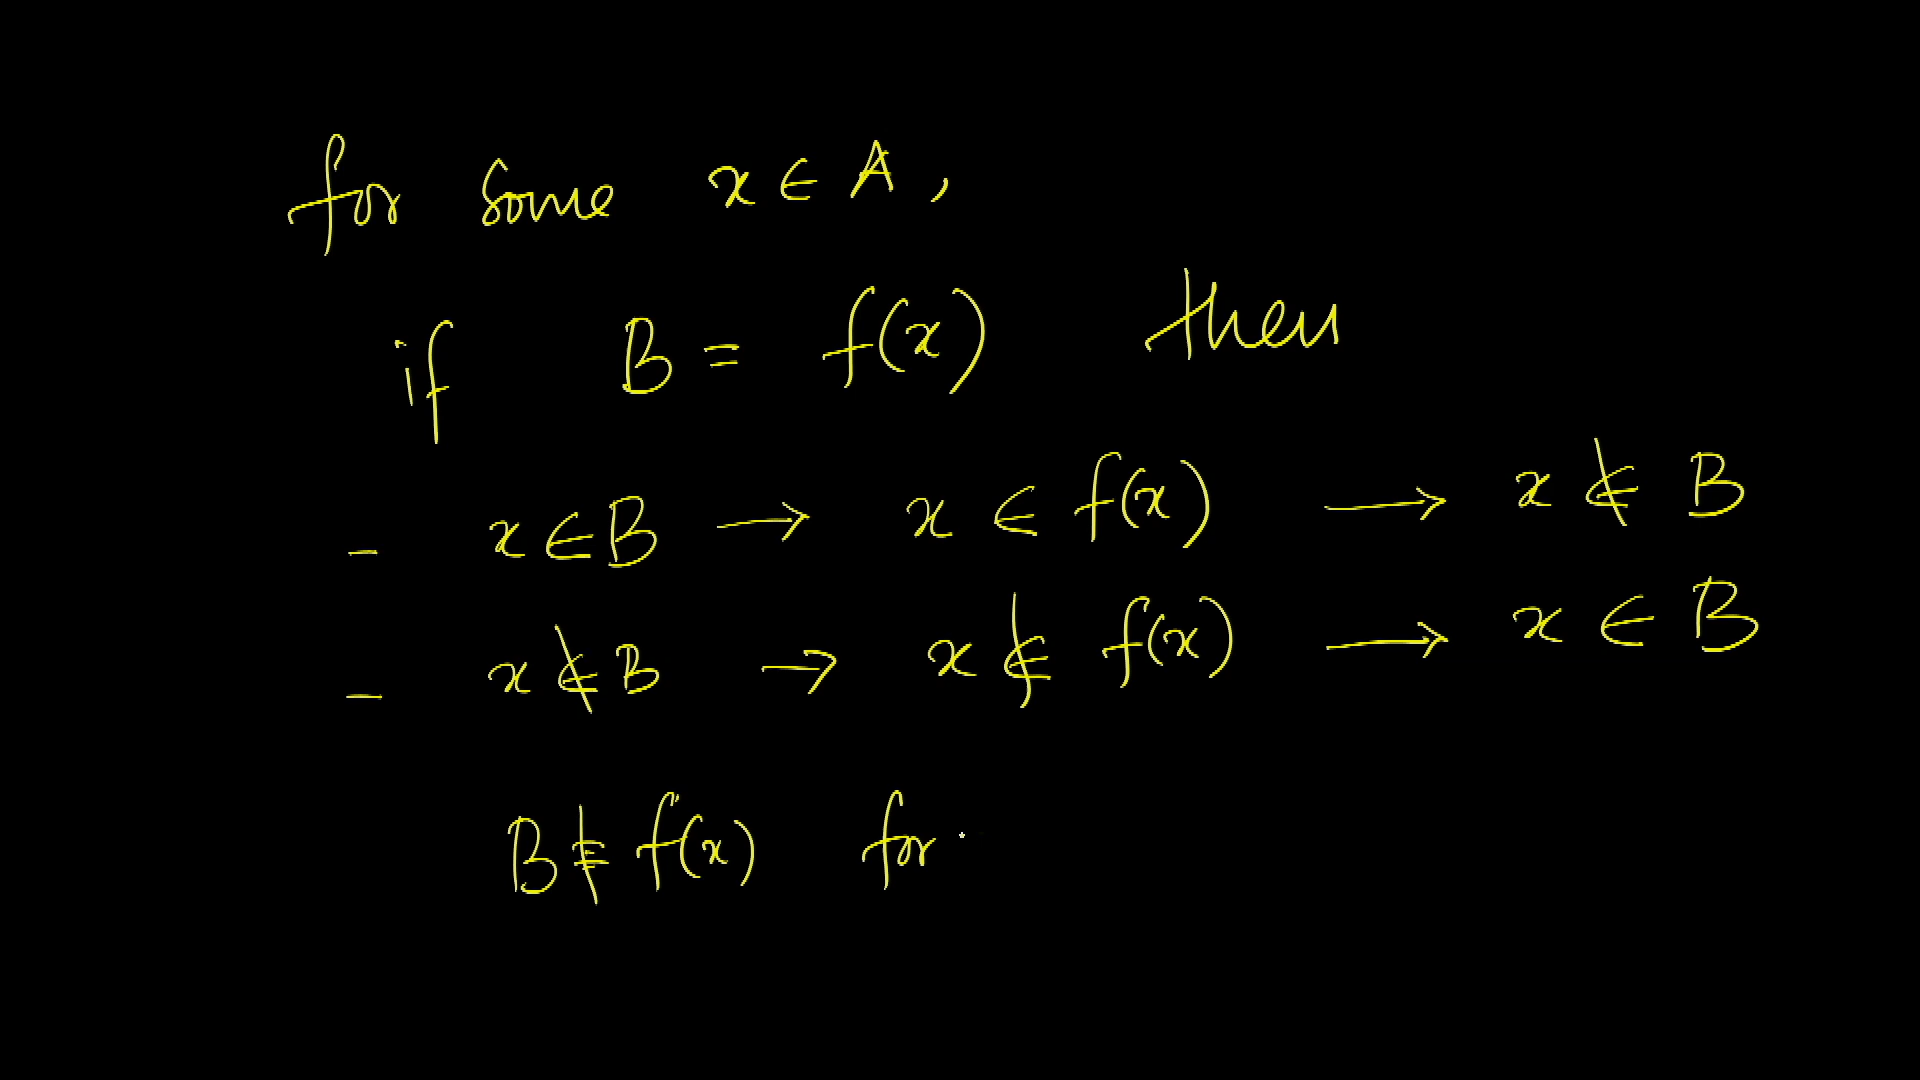 for some x ∈ A,
if B = f(x) then
- x ∈ B → x ∈ f(x) → x ∉ B
- x ∉ B → x ∉ f(x) → x ∈ B
B ≠ f(x) for